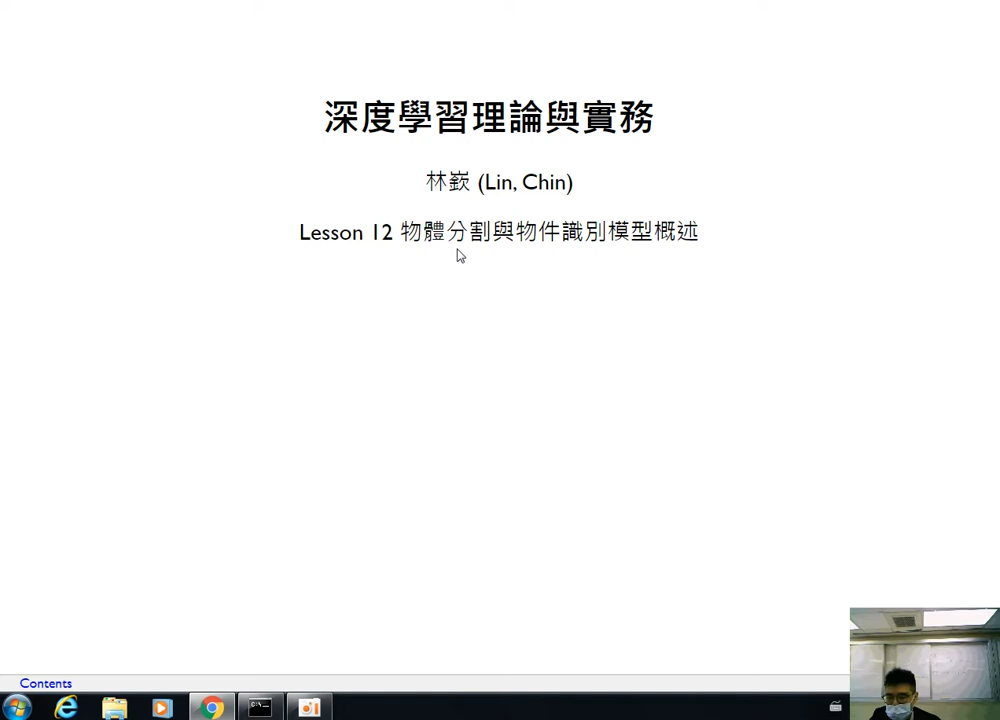 深度學習理論與實務
林嶔 (Lin, Chin)
Lesson 12 物體分割與物件識別模型概述
Contents
C:\...